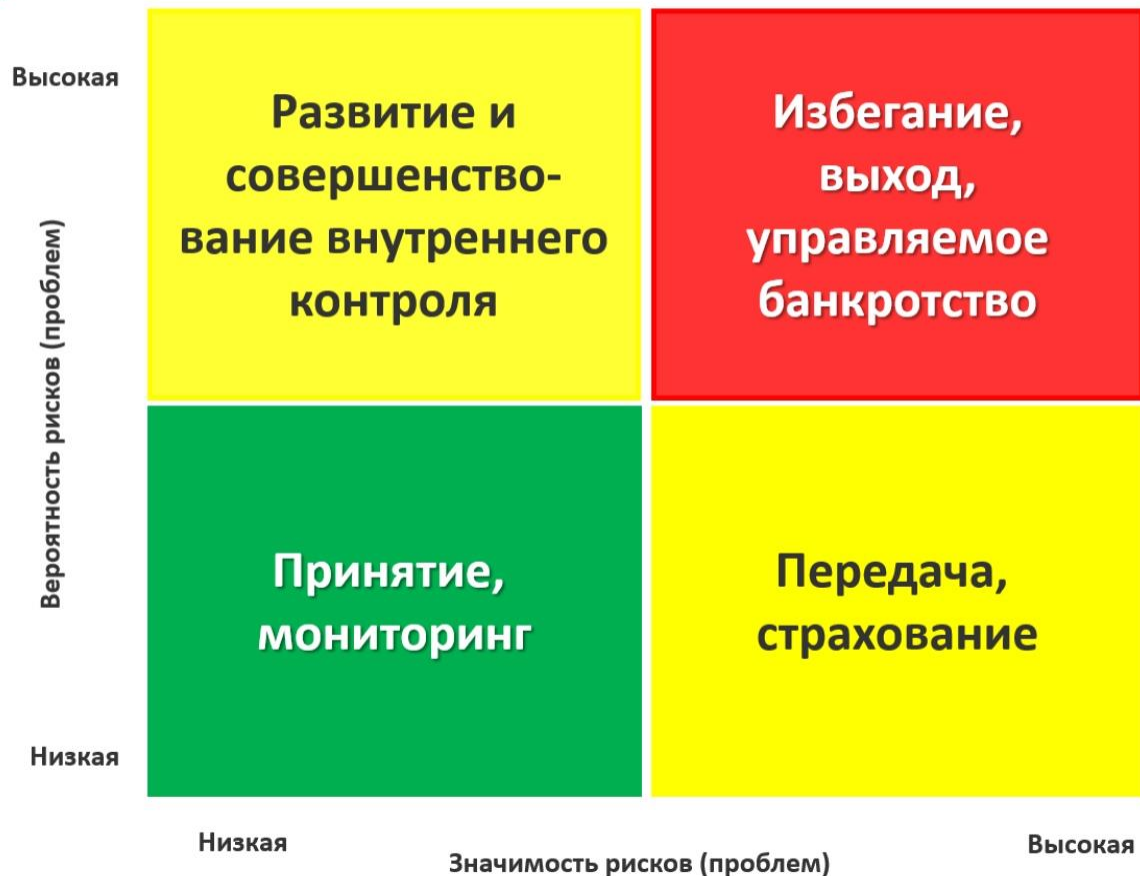 Высокая
Развитие и
совершенство-
вание внутреннего
контроля
Избегание,
выход,
управляемое
банкротство
Вероятность рисков (проблем)
Принятие,
мониторинг
Передача,
страхование
Низкая
Низкая
Значимость рисков (проблем)
Высокая